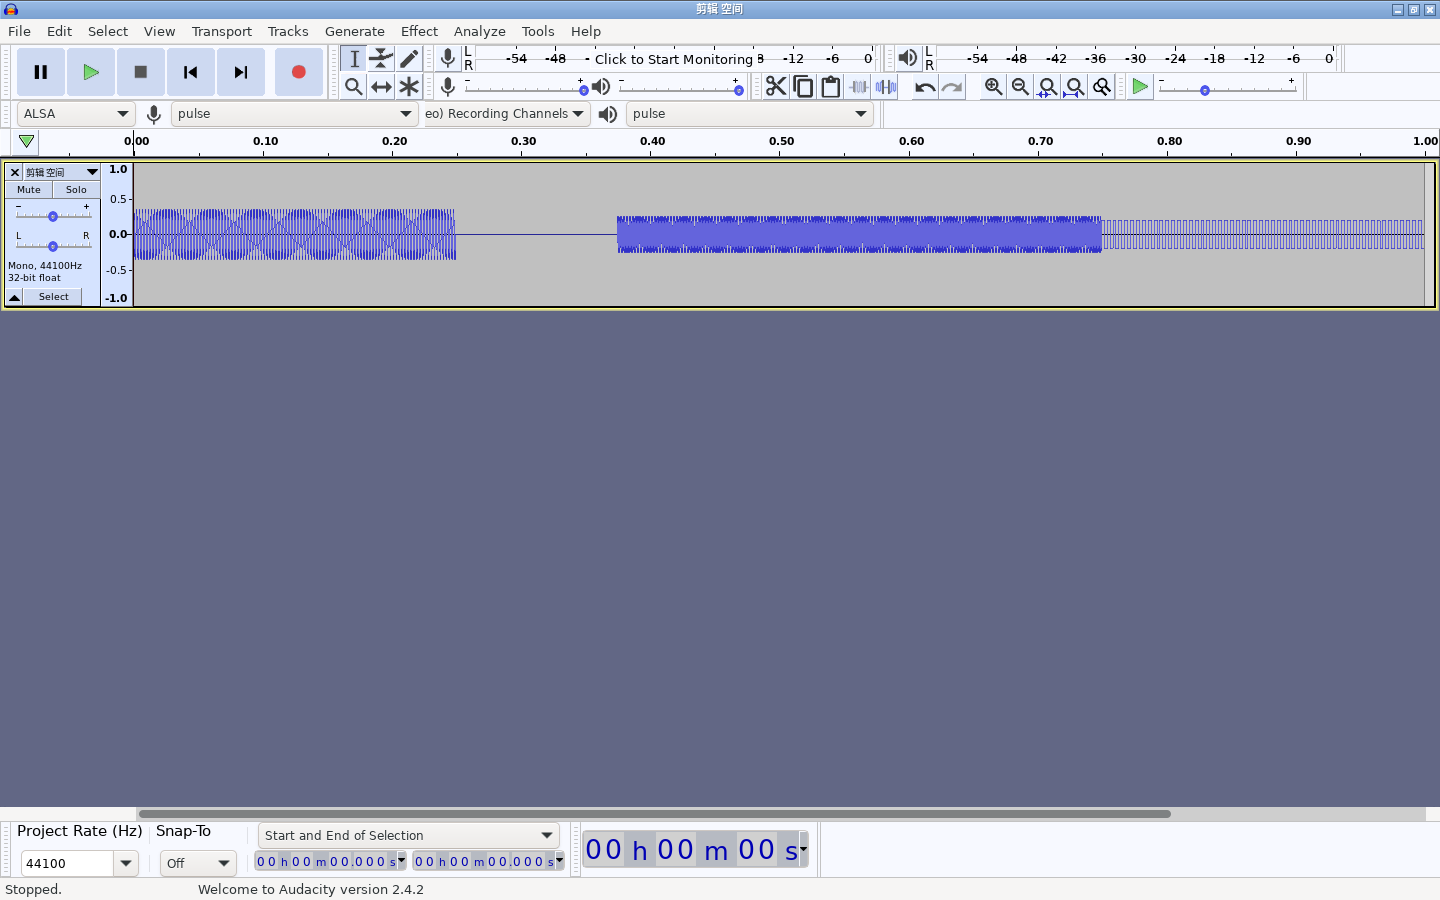 剪辑 空间
File Edit Select View Transport Tracks Generate Effect Analyze Tools Help
L R -54 -48 - Click to Start Monitoring -12 -6 0
L R -54 -48 -42 -36 -30 -24 -18 -12 -6 0
- + - + - +
ALSA pulse eo) Recording Channels pulse
0.00 0.10 0.20 0.30 0.40 0.50 0.60 0.70 0.80 0.90 1.00
剪辑 空间
Mute Solo
- +
L R
Mono, 44100Hz
32-bit float
Select
1.0
0.5
0.0
-0.5
-1.0
Project Rate (Hz) Snap-To Start and End of Selection
44100 Off 00 h 00 m 00.000 s 00 h 00 m 00.000 s
00 h 00 m 00 s
Stopped. Welcome to Audacity version 2.4.2